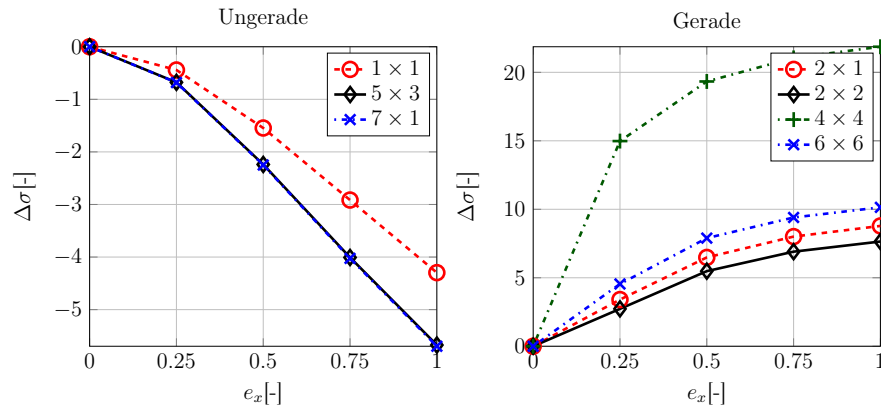 Ungerade
0
−1
−2
−3
−4
−5
Δσ[-]
1 × 1
5 × 3
7 × 1
0
0.25
0.5
0.75
1
e_x[-]
Gerade
20
15
10
5
0
Δσ[-]
2 × 1
2 × 2
4 × 4
6 × 6
0
0.25
0.5
0.75
1
e_x[-]